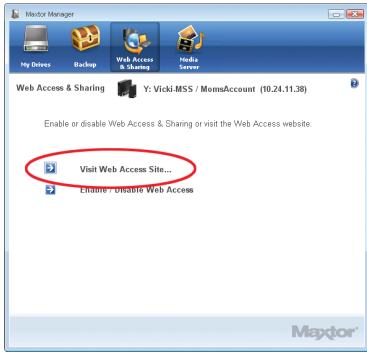 Maxtor Manager
My Drives
Backup
Web Access
& Sharing
Media
Server
Web Access & Sharing
Y: Vicki-MSS / MomsAccount (10.24.11.38)
Enable or disable Web Access & Sharing or visit the Web Access website.
Visit Web Access Site...
Enable / Disable Web Access
Maxtor